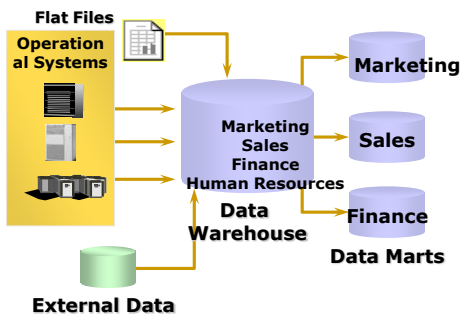 Flat Files
Operation
al Systems
Marketing
Sales
Finance
Human Resources
Data
Warehouse
External Data
Marketing
Sales
Finance
Data Marts